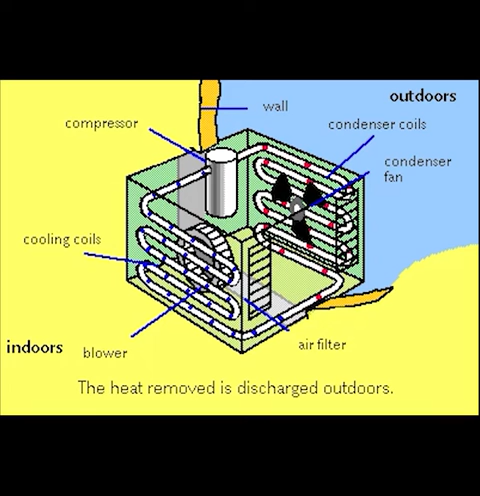 outdoors
wall
compressor
condenser coils
condenser
fan
cooling coils
indoors
blower
air filter
The heat removed is discharged outdoors.